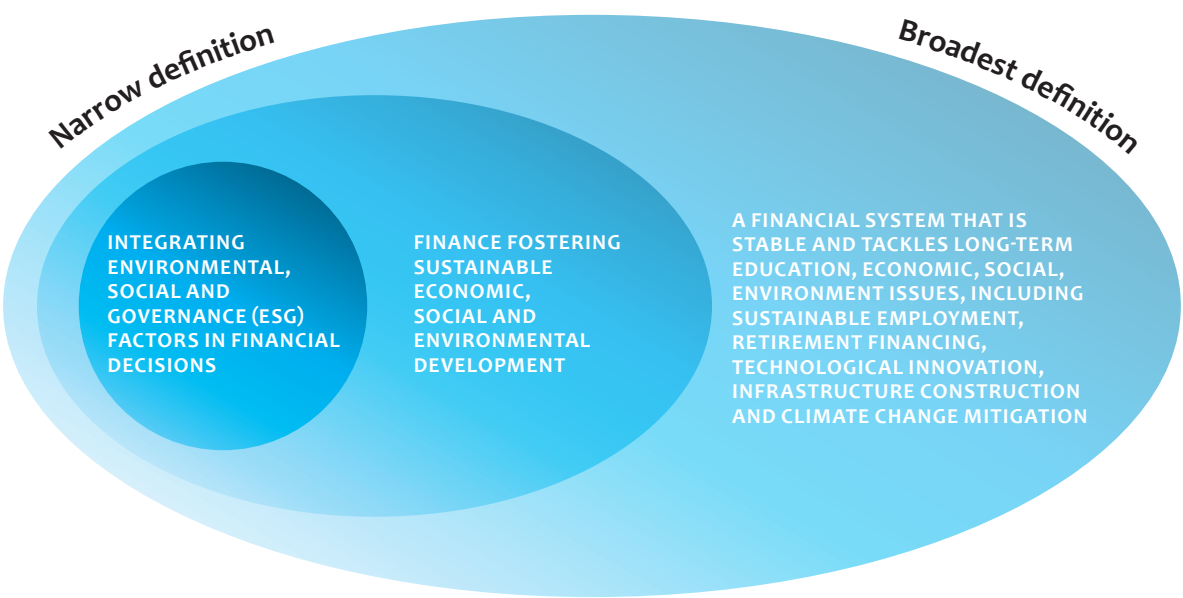 Narrow definition
Broadest definition
INTEGRATING
ENVIRONMENTAL,
SOCIAL AND
GOVERNANCE (ESG)
FACTORS IN FINANCIAL
DECISIONS
FINANCE FOSTERING
SUSTAINABLE
ECONOMIC,
SOCIAL AND
ENVIRONMENTAL
DEVELOPMENT
A FINANCIAL SYSTEM THAT IS
STABLE AND TACKLES LONG-TERM
EDUCATION, ECONOMIC, SOCIAL,
ENVIRONMENT ISSUES, INCLUDING
SUSTAINABLE EMPLOYMENT,
RETIREMENT FINANCING,
TECHNOLOGICAL INNOVATION,
INFRASTRUCTURE CONSTRUCTION
AND CLIMATE CHANGE MITIGATION